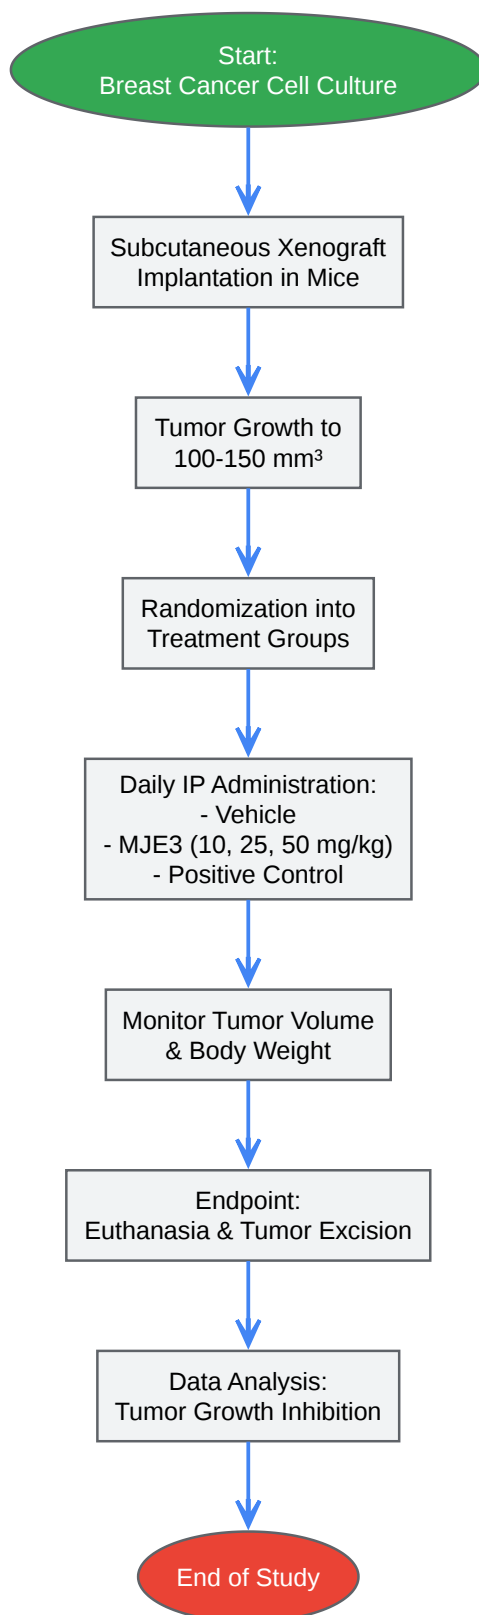 Start:
Breast Cancer Cell Culture
Subcutaneous Xenograft
Implantation in Mice
Tumor Growth to
100-150 mm³
Randomization into
Treatment Groups
Daily IP Administration:
- Vehicle
- MJE3 (10, 25, 50 mg/kg)
- Positive Control
Monitor Tumor Volume
& Body Weight
Endpoint:
Euthanasia & Tumor Excision
Data Analysis:
Tumor Growth Inhibition
End of Study